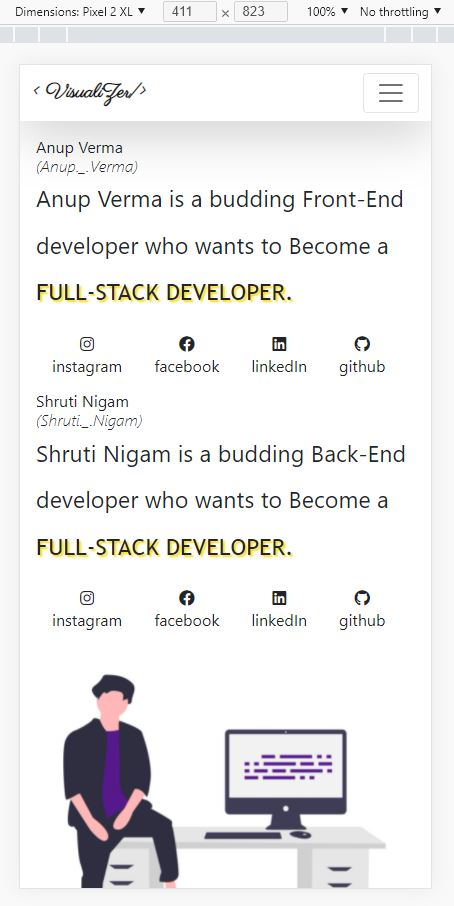 Dimensions: Pixel 2 XL ▼ 411 × 823 100% ▼ No throttling ▼
< VisualiZer/>
Anup Verma
(Anup._.Verma)
Anup Verma is a budding Front-End
developer who wants to Become a
FULL-STACK DEVELOPER.
instagram facebook linkedIn github
Shruti Nigam
(Shruti._.Nigam)
Shruti Nigam is a budding Back-End
developer who wants to Become a
FULL-STACK DEVELOPER.
instagram facebook linkedIn github